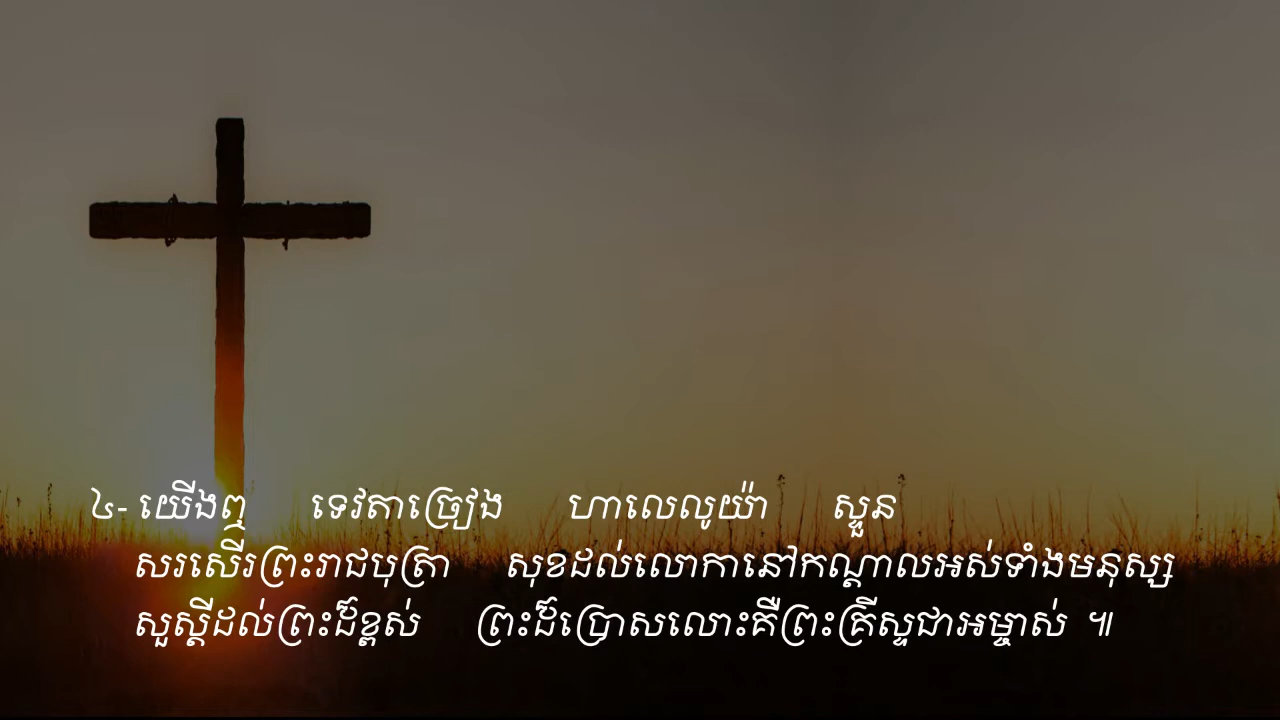 ៤- យើងឮ ទេវតាច្រៀង ហាលេលូយ៉ា ស្ទួន
សរសើរព្រះរាជបុត្រា សុខដល់លោកានៅកណ្ដាលអស់ទាំងមនុស្ស
សួស្ដីដល់ព្រះដ៏ខ្ពស់ ព្រះដ៏ប្រោសលោះគឺព្រះគ្រីស្ទជាអម្ចាស់ ៕